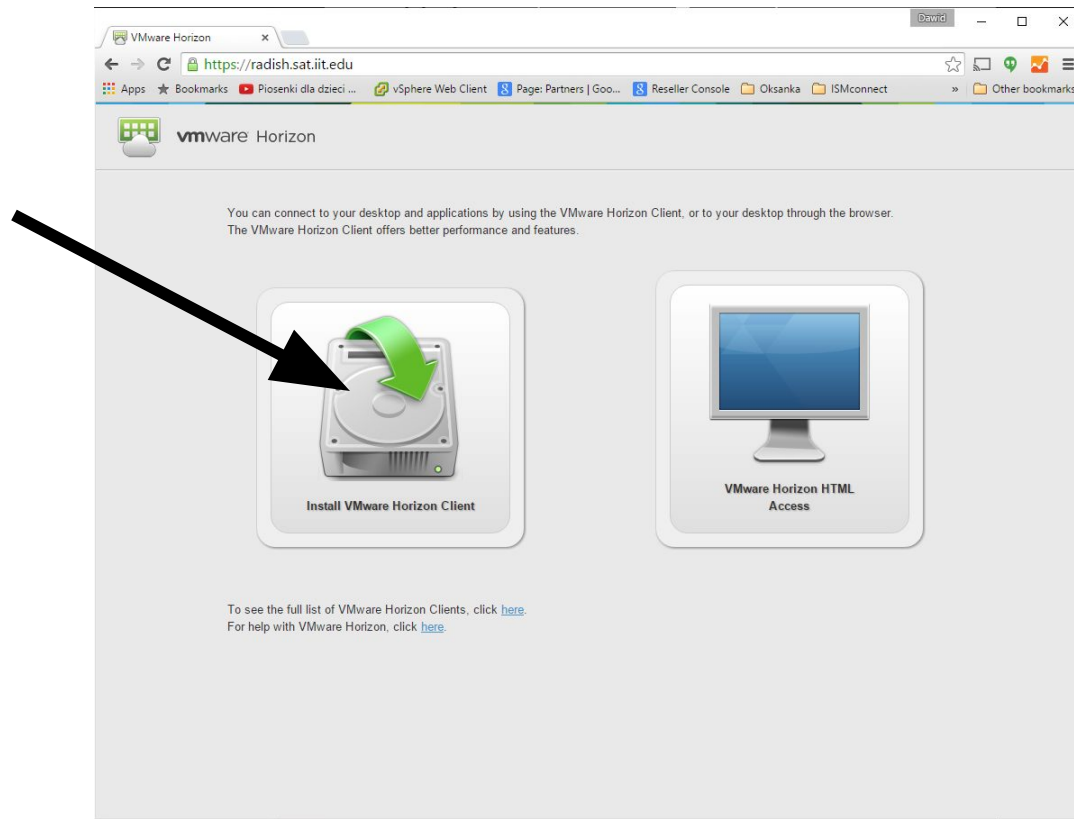 Dawid
VMware Horizon
https://radish.sat.iit.edu
Apps Bookmarks Piosenki dla dzieci ... vSphere Web Client Page: Partners | Goo... Reseller Console Oksanka ISMconnect » Other bookmarks
vmware Horizon
You can connect to your desktop and applications by using the VMware Horizon Client, or to your desktop through the browser.
The VMware Horizon Client offers better performance and features.
Install VMware Horizon Client
VMware Horizon HTML
Access
To see the full list of VMware Horizon Clients, click here.
For help with VMware Horizon, click here.